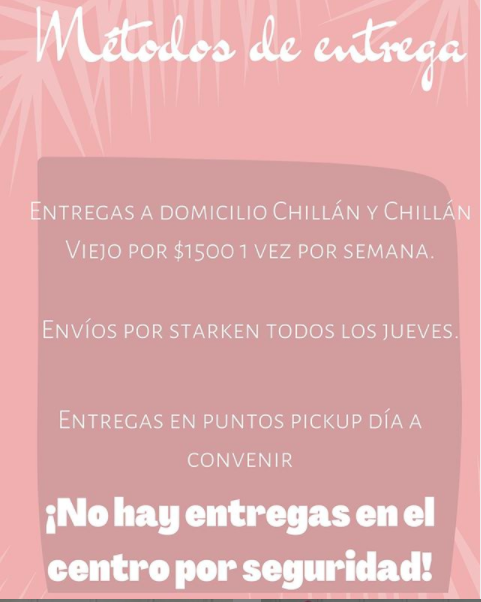 Métodos de entrega
Entregas a domicilio Chillán y Chillán
Viejo por $1500 1 vez por semana.
Envíos por starken todos los jueves.
Entregas en puntos pickup día a
convenir
¡No hay entregas en el
centro por seguridad!